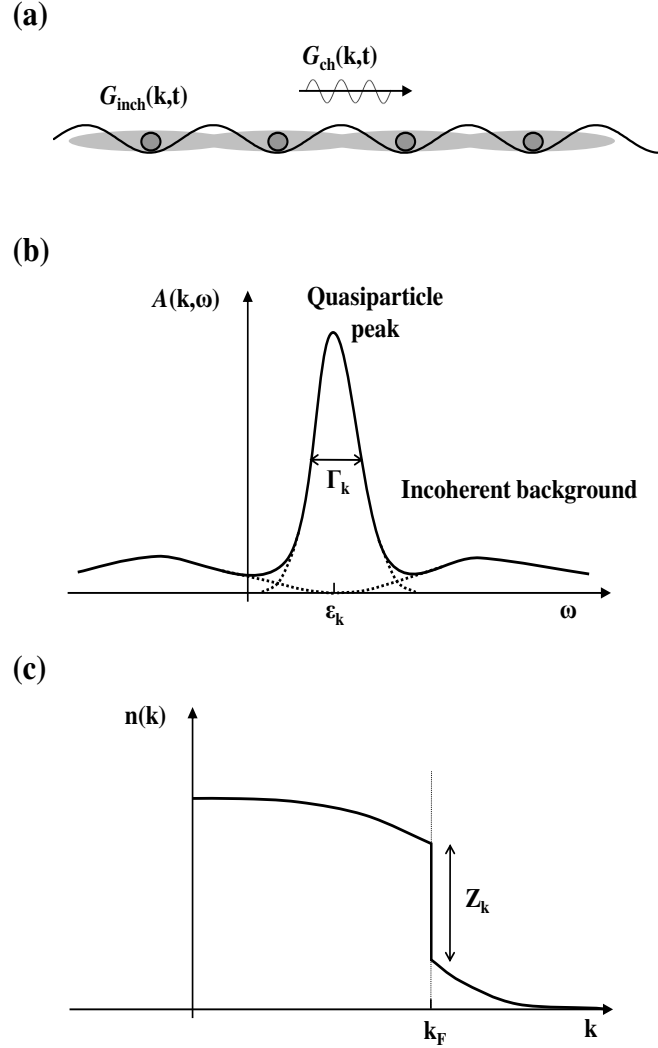 (a)
G_ch(k,t)
G_inch(k,t)
(b)
A(k,ω)
Quasiparticle
peak
Γ_k
Incoherent background
ε_k
ω
(c)
n(k)
Z_k
k_F
k